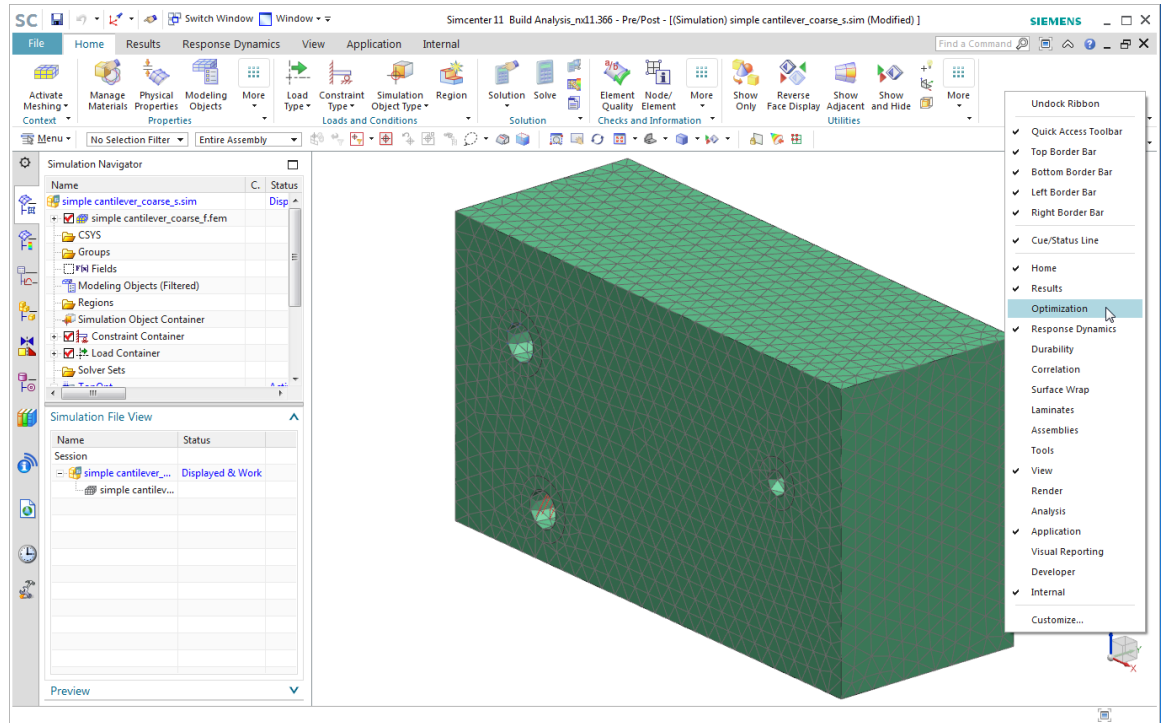 SC Switch Window Window Simcenter 11 Build Analysis_nx11.366 - Pre/Post - [(Simulation) simple cantilever_coarse_s.sim (Modified) ] SIEMENS
File Home Results Response Dynamics View Application Internal Find a Command
Activate Meshing
Manage Materials
Physical Properties
Modeling Objects
More
Load Type
Constraint Type
Simulation Object Type
Region
Solution
Solve
Element Quality
Node/ Element
More
Show Only
Reverse Face Display
Show Adjacent
Show and Hide
More
Context Properties Loads and Conditions Solution Checks and Information Utilities
Menu No Selection Filter Entire Assembly
Simulation Navigator
Name C. Status
simple cantilever_coarse_s.sim Disp
simple cantilever_coarse_f.fem
CSYS
Groups
Fields
Modeling Objects (Filtered)
Regions
Simulation Object Container
Constraint Container
Load Container
Solver Sets
Simulation File View
Name Status
Session
simple cantilever_... Displayed & Work
simple cantilev...
Preview
Undock Ribbon
Quick Access Toolbar
Top Border Bar
Bottom Border Bar
Left Border Bar
Right Border Bar
Cue/Status Line
Home
Results
Optimization
Response Dynamics
Durability
Correlation
Surface Wrap
Laminates
Assemblies
Tools
View
Render
Analysis
Application
Visual Reporting
Developer
Internal
Customize...
Y
X